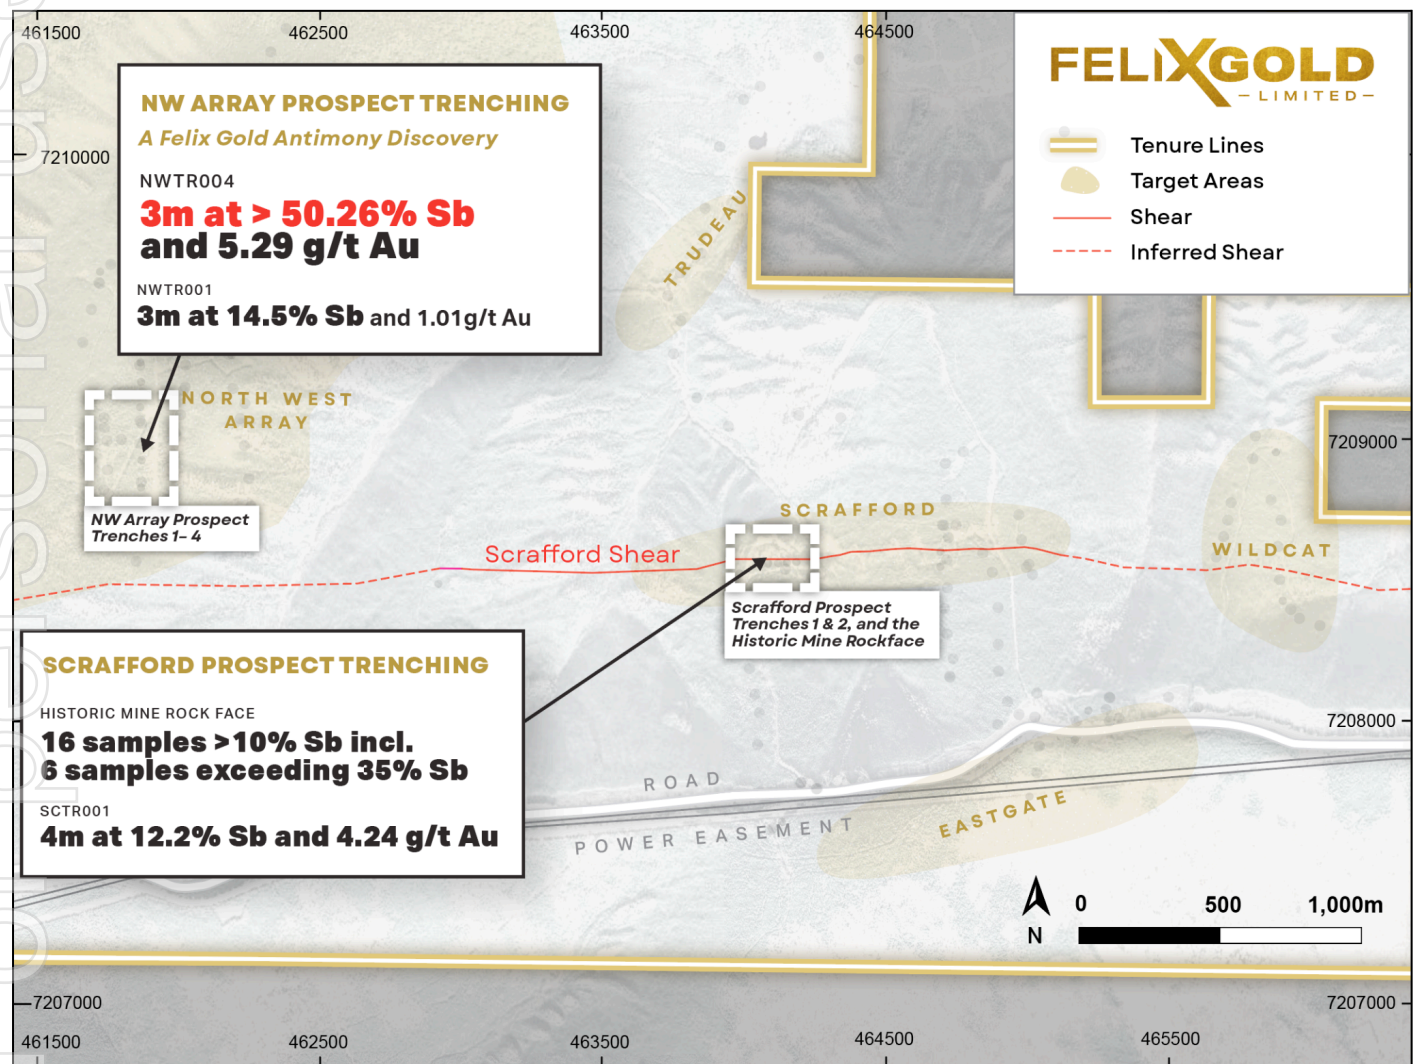 461500
462500
463500
464500
FELIXGOLD
LIMITED
Tenure Lines
Target Areas
Shear
Inferred Shear
NW ARRAY PROSPECT TRENCHING
A Felix Gold Antimony Discovery
NWTR004
3m at > 50.26% Sb
and 5.29 g/t Au
NWTR001
3m at 14.5% Sb and 1.01g/t Au
7210000
TRUDEAU
NORTH WEST
ARRAY
7209000
NW Array Prospect
Trenches 1- 4
SCRAFFORD
Scrafford Shear
WILDCAT
Scrafford Prospect
Trenches 1 & 2, and the
Historic Mine Rockface
SCRAFFORD PROSPECT TRENCHING
HISTORIC MINE ROCK FACE
16 samples >10% Sb incl.
6 samples exceeding 35% Sb
SCTR001
4m at 12.2% Sb and 4.24 g/t Au
7208000
ROAD
POWER EASEMENT
EASTGATE
N
0 500 1,000m
7207000
7207000
461500
462500
463500
464500
465500